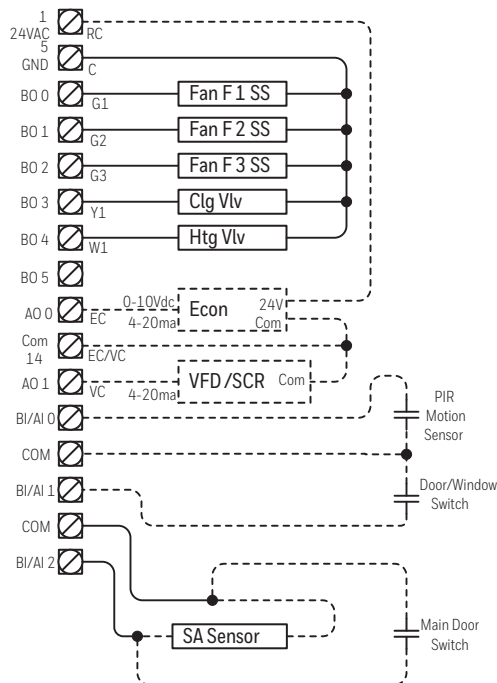 1
24VAC RC
5
GND C
BO 0 G1 Fan F 1 SS
BO 1 G2 Fan F 2 SS
BO 2 G3 Fan F 3 SS
BO 3 Y1 Clg Vlv
BO 4 W1 Htg Vlv
BO 5
AO 0 EC 0-10Vdc 4-20ma Econ 24V Com
Com 14 EC/VC
AO 1 VC 4-20ma VFD/SCR Com
BI/AI 0
PIR
Motion
Sensor
COM
BI/AI 1
Door/Window
Switch
COM
BI/AI 2
SA Sensor
Main Door
Switch